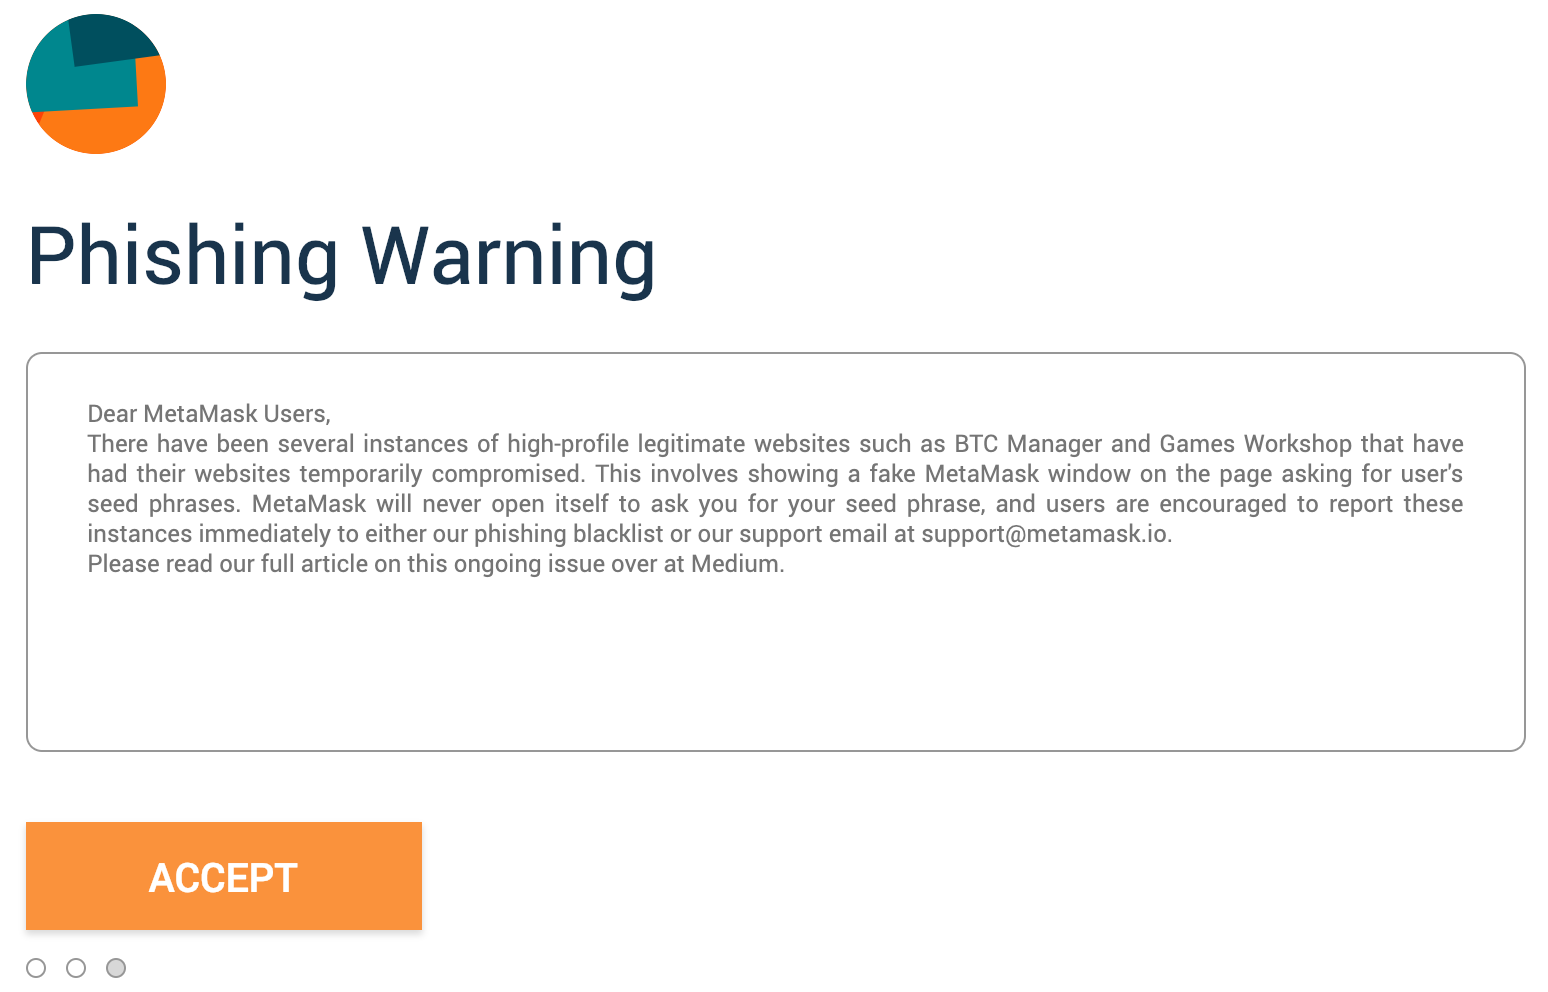 Phishing Warning
Dear MetaMask Users,
There have been several instances of high-profile legitimate websites such as BTC Manager and Games Workshop that have
had their websites temporarily compromised. This involves showing a fake MetaMask window on the page asking for user's
seed phrases. MetaMask will never open itself to ask you for your seed phrase, and users are encouraged to report these
instances immediately to either our phishing blacklist or our support email at support@metamask.io.
Please read our full article on this ongoing issue over at Medium.
ACCEPT